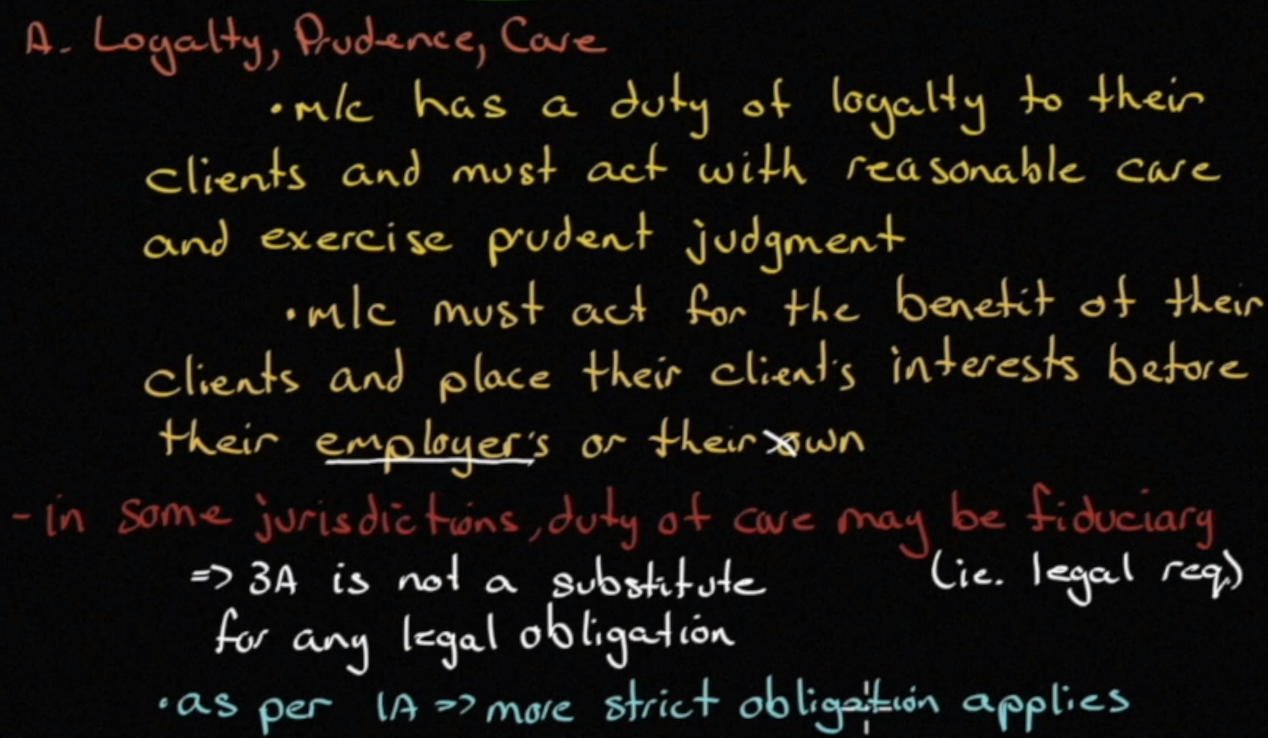 A. Loyalty, Prudence, Care
• m/c has a duty of loyalty to their
clients and must act with reasonable care
and exercise prudent judgment
• m/c must act for the benefit of their
clients and place their client's interests before
their employer's or their own
- in some jurisdictions, duty of care may be fiduciary
=> 3A is not a substitute (ie. legal req.)
for any legal obligation
• as per 1A => more strict obligation applies